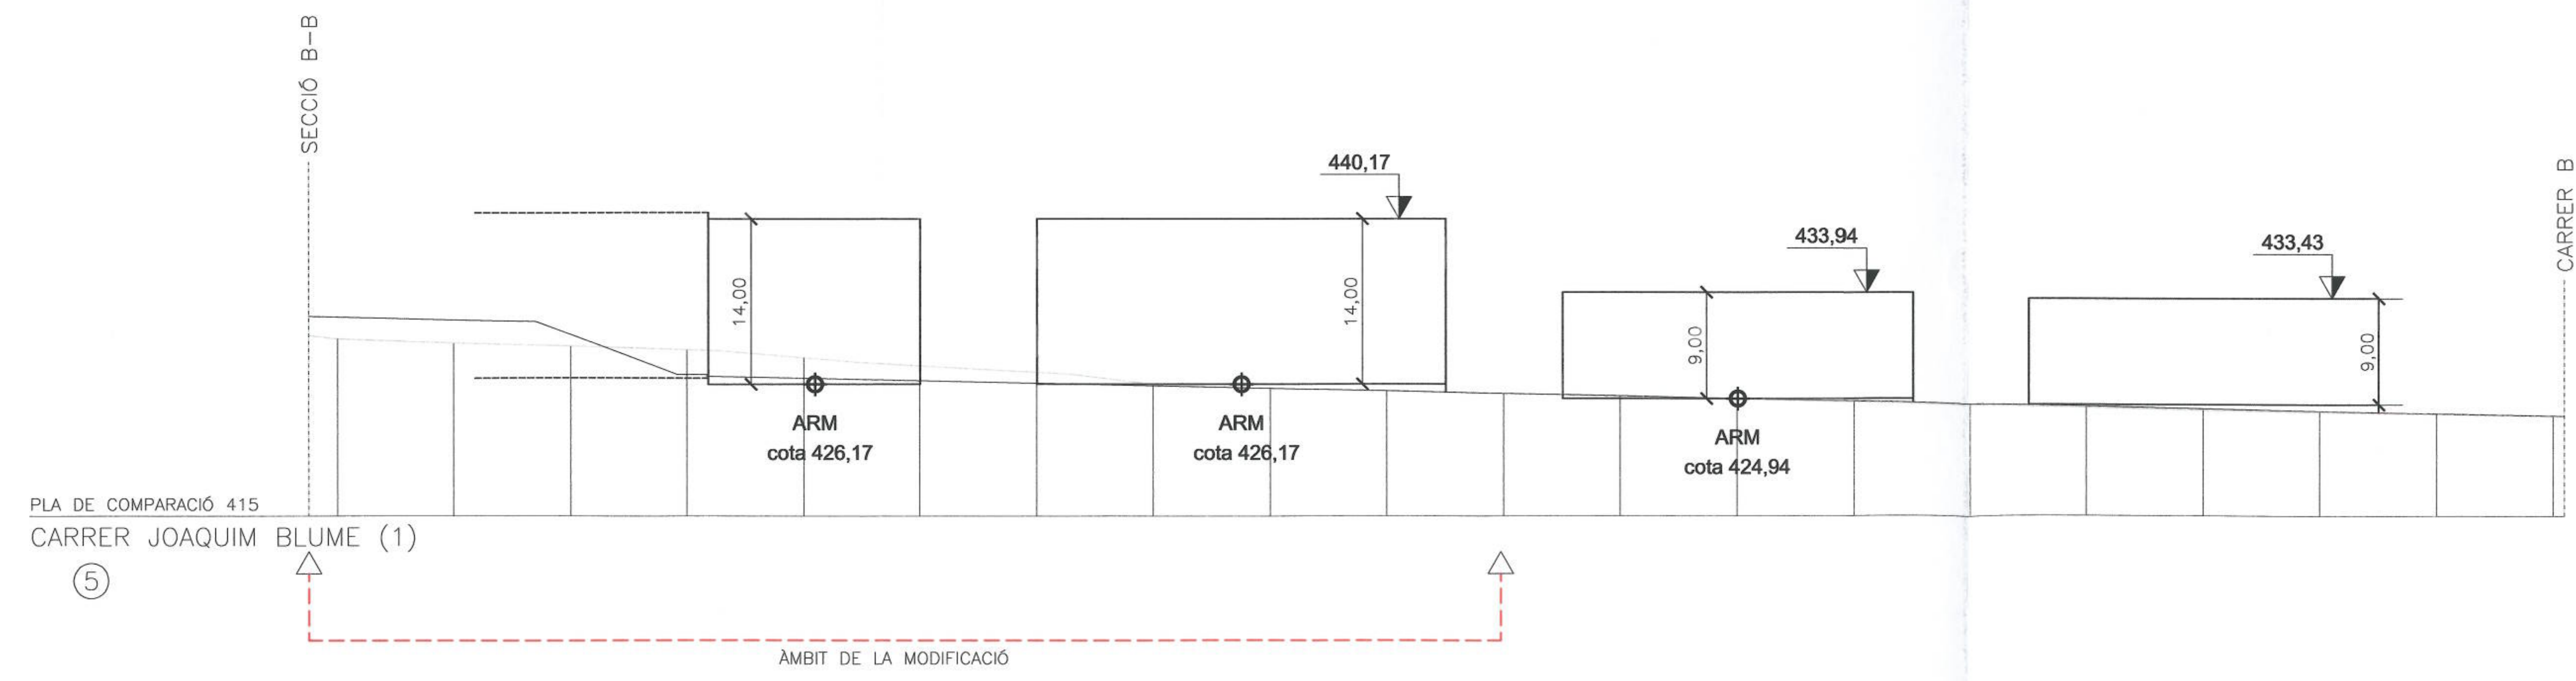 SECCIÓ B-B
440,17
CARRER B
433,94
433,43
14,00
14,00
9,00
9,00
ARM
cota 426,17
ARM
cota 426,17
ARM
cota 424,94
PLA DE COMPARACIÓ 415
CARRER JOAQUIM BLUME (1)
5
ÀMBIT DE LA MODIFICACIÓ